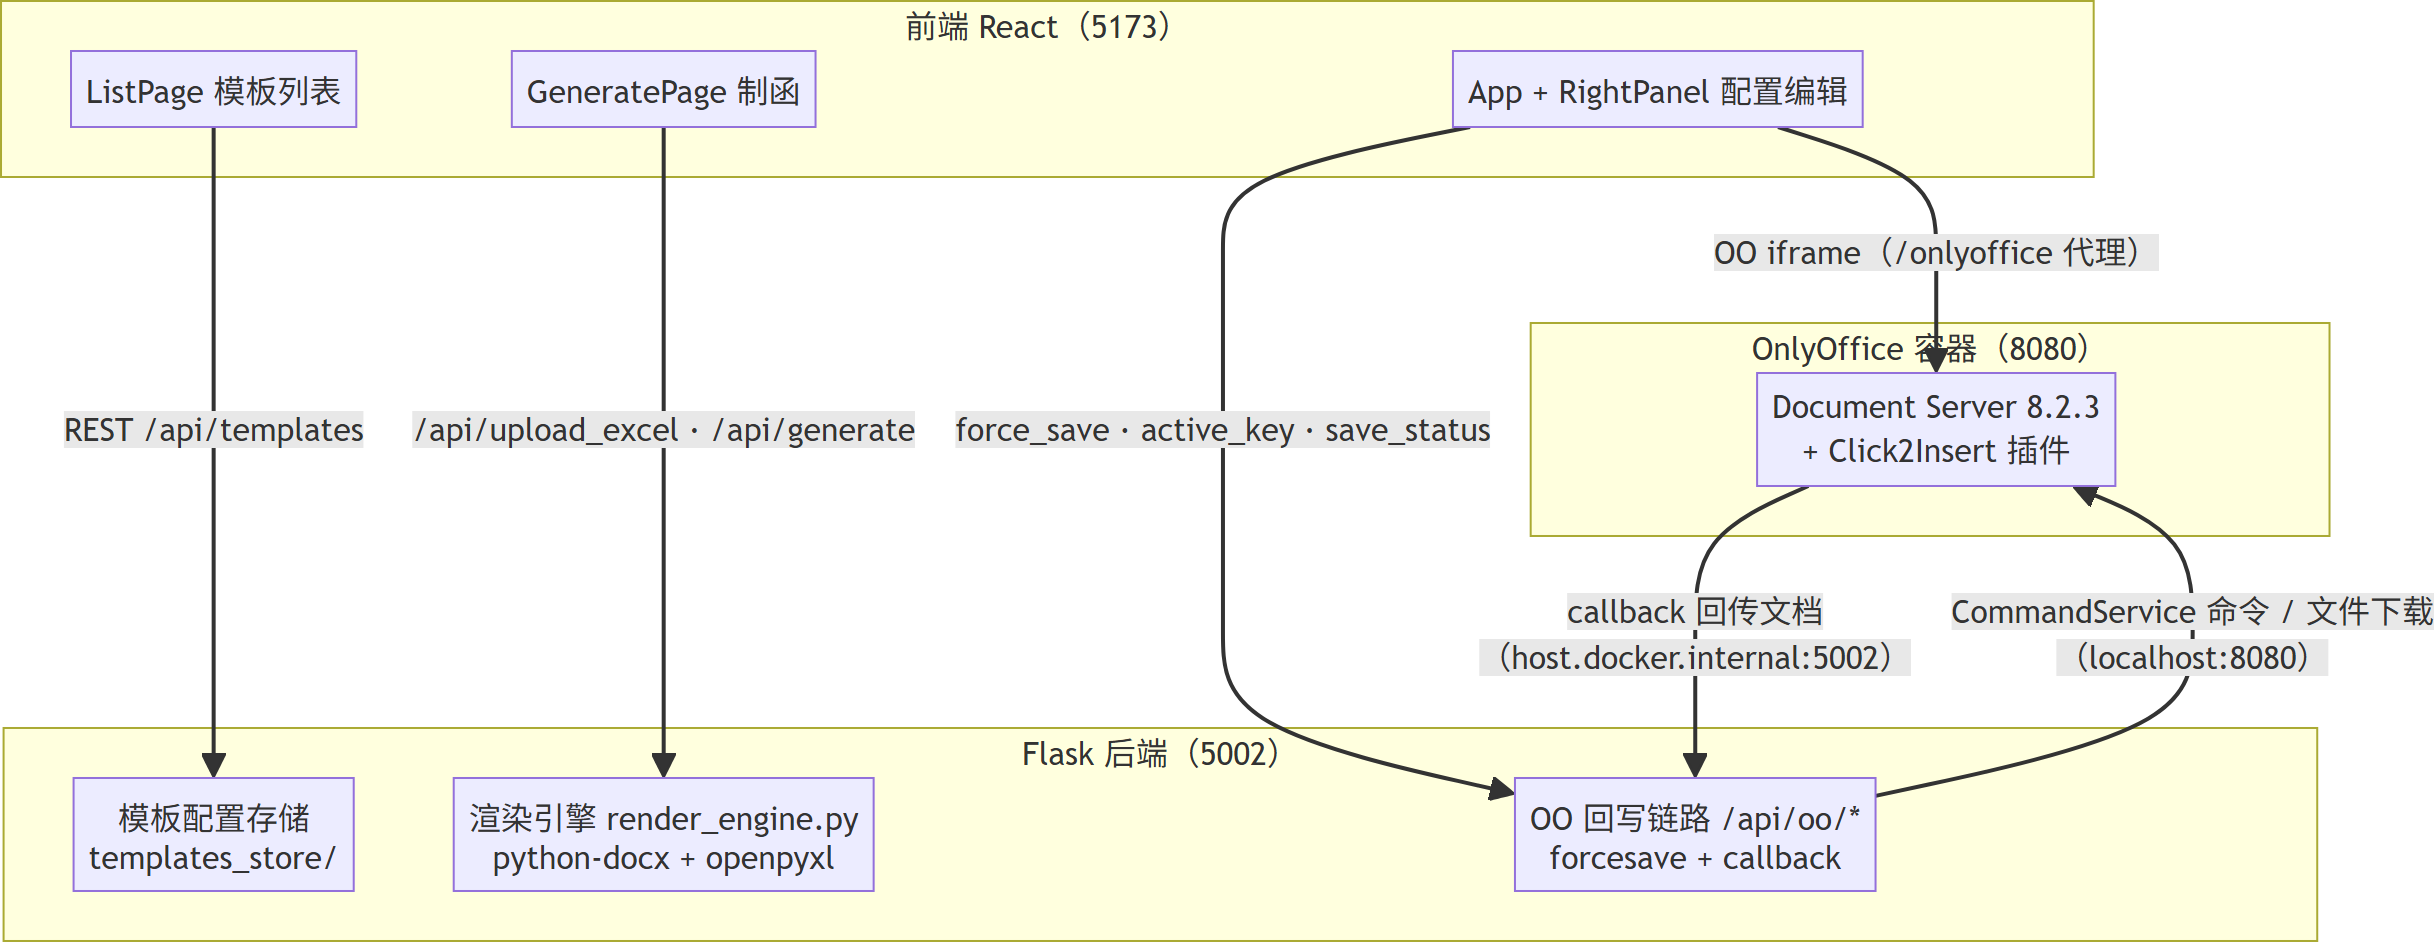 前端 React（5173）
ListPage 模板列表
GeneratePage 制函
App + RightPanel 配置编辑
OO iframe（/onlyoffice 代理）
OnlyOffice 容器（8080）
Document Server 8.2.3
+ Click2Insert 插件
REST /api/templates
/api/upload_excel · /api/generate
force_save · active_key · save_status
callback 回传文档
（host.docker.internal:5002）
CommandService 命令 / 文件下载
（localhost:8080）
Flask 后端（5002）
模板配置存储
templates_store/
渲染引擎 render_engine.py
python-docx + openpyxl
OO 回写链路 /api/oo/*
forcesave + callback